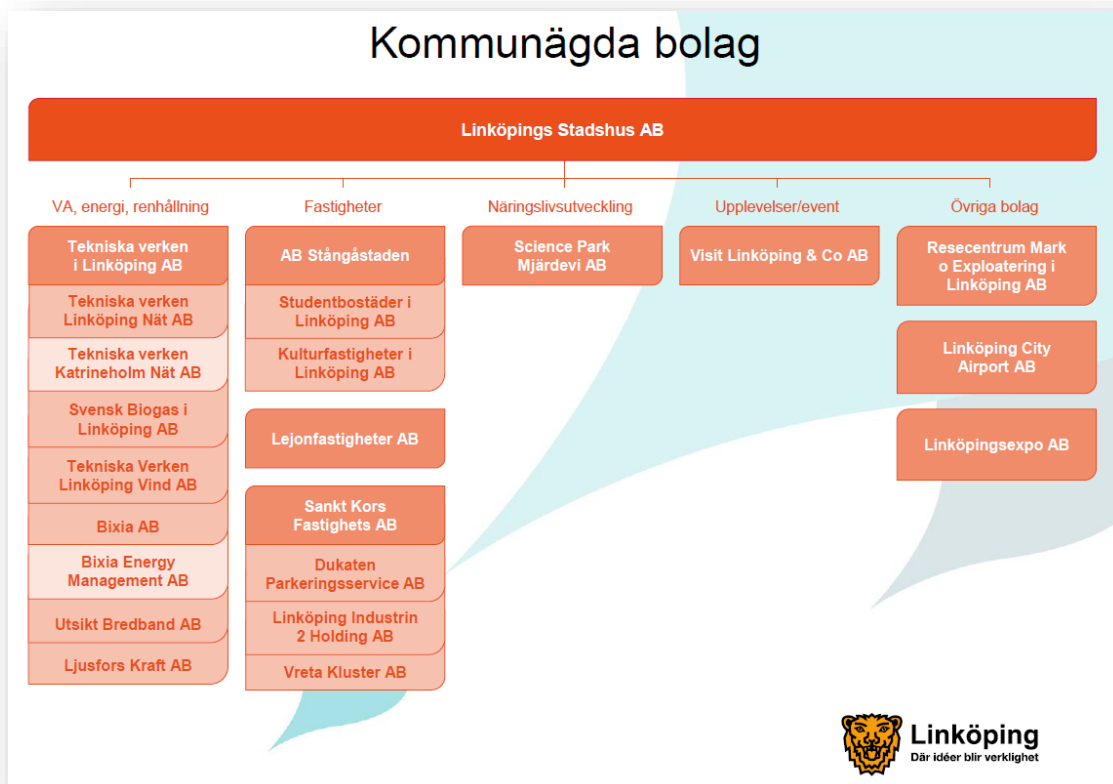 Kommunägda bolag
Linköpings Stadshus AB
VA, energi, renhållning
Tekniska verken
i Linköping AB
Tekniska verken
Linköping Nät AB
Tekniska verken
Katrineholm Nät AB
Svensk Biogas i
Linköping AB
Tekniska Verken
Linköping Vind AB
Bixia AB
Bixia Energy
Management AB
Utsikt Bredband AB
Ljusfors Kraft AB
Fastigheter
AB Stångåstaden
Studentbostäder i
Linköping AB
Kulturfastigheter i
Linköping AB
Lejonfastigheter AB
Sankt Kors
Fastighets AB
Dukaten
Parkeringsservice AB
Linköping Industrin
2 Holding AB
Vreta Kluster AB
Näringslivsutveckling
Science Park
Mjärdevi AB
Upplevelser/event
Visit Linköping & Co AB
Övriga bolag
Resecentrum Mark
o Exploatering i
Linköping AB
Linköping City
Airport AB
Linköpingsexpo AB
Linköping
Där idéer blir verklighet